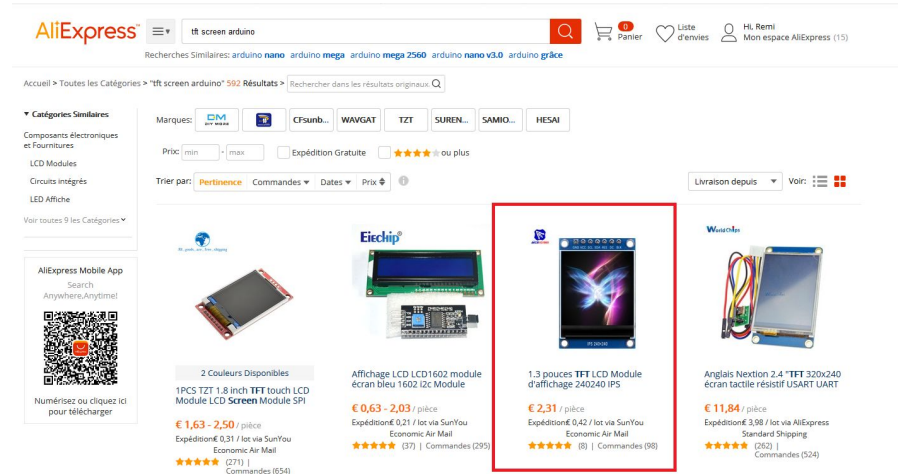 AliExpress™
tft screen arduino
0
Panier
Liste
d'envies
Hi, Remi
Mon espace AliExpress (15)
Recherches Similaires: arduino nano arduino mega arduino mega 2560 arduino nano v3.0 arduino grâce
Accueil > Toutes les Catégories > "tft screen arduino" 592 Résultats > Rechercher dans les résultats originaux
Catégories Similaires
Composants électroniques
et Fournitures
LCD Modules
Circuits intégrés
LED Affiche
Voir toutes 9 les Catégories
AliExpress Mobile App
Search
Anywhere,Anytime!
Numérisez ou cliquez ici
pour télécharger
Marques: DM CFsunb... WAVGAT TZT SUREN... SAMIO... HESAI
Prix: min - max Expédition Gratuite ou plus
Trier par: Pertinence Commandes Dates Prix
Livraison depuis Voir:
2 Couleurs Disponibles
1PCS TZT 1.8 inch TFT touch LCD
Module LCD Screen Module SPI
€ 1,63 - 2,50 / pièce
Expédition€ 0,31 / lot via SunYou
Economic Air Mail
(271) |
Commandes (654)
Eiechip®
Affichage LCD LCD1602 module
écran bleu 1602 i2c Module
€ 0,63 - 2,03 / pièce
Expédition€ 0,21 / lot via SunYou
Economic Air Mail
(37) | Commandes (295)
IPS 240×240
1.3 pouces TFT LCD Module
d'affichage 240240 IPS
€ 2,31 / pièce
Expédition€ 0,42 / lot via SunYou
Economic Air Mail
(8) | Commandes (98)
World Chips
Anglais Nextion 2.4 "TFT 320x240
écran tactile résistif USART UART
€ 11,84 / pièce
Expédition€ 3,98 / lot via AliExpress
Standard Shipping
(262) |
Commandes (524)